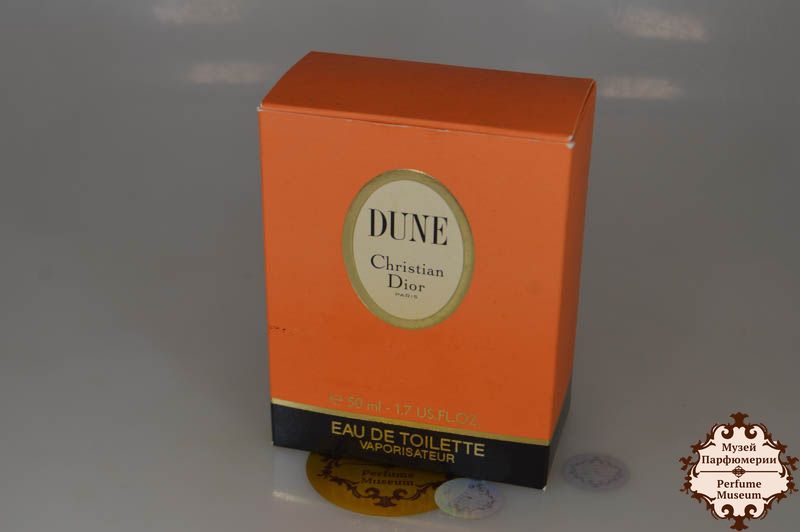 DUNE
Christian
Dior
PARIS
e 50 ml - 1.7 US.FL.OZ.
EAU DE TOILETTE
VAPORISATEUR
Perfume
Museum
Музей
Парфюмерии
Perfume
Museum